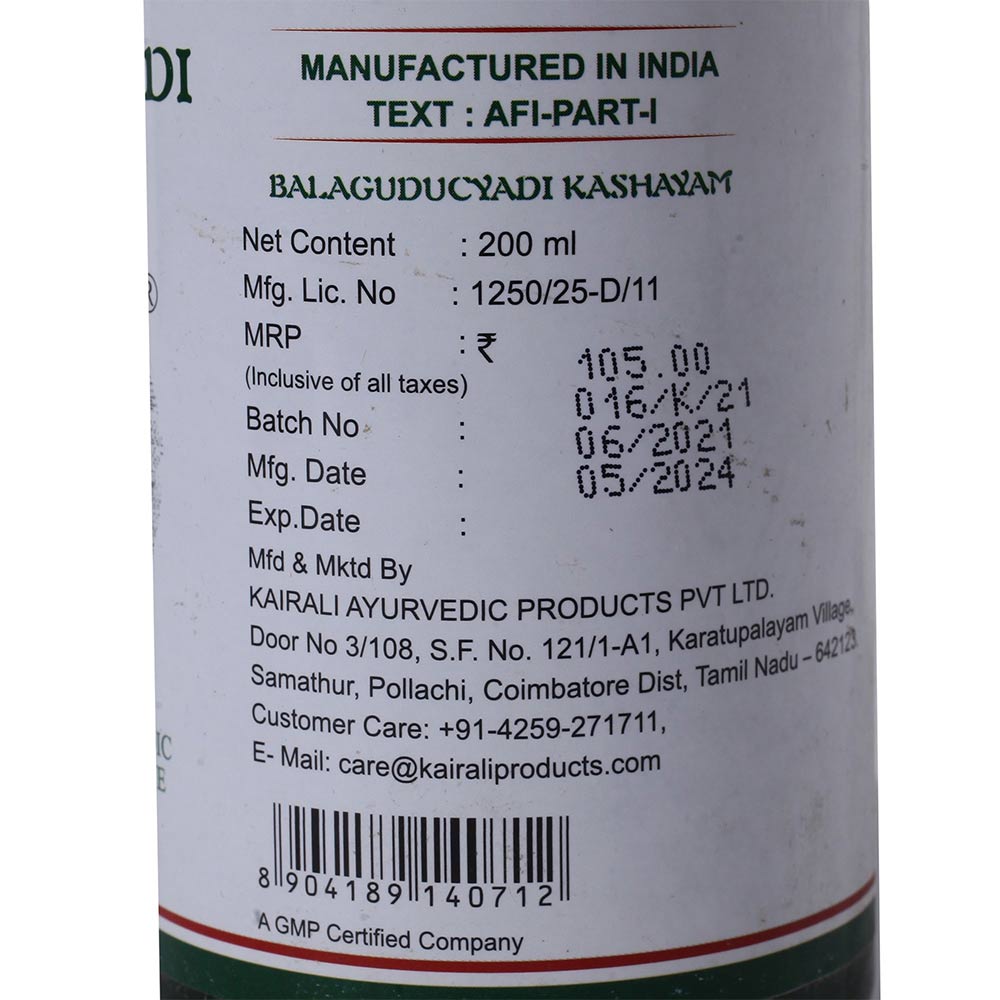 DI
MANUFACTURED IN INDIA
TEXT : AFI-PART-I
BALAGUDUCYADI KASHAYAM
Net Content : 200 ml
®
Mfg. Lic. No : 1250/25-D/11
MRP : ₹ 105.00
(Inclusive of all taxes)
Batch No : 016/K/21
Mfg. Date : 06/2021
Exp.Date : 05/2024
Mfd & Mktd By
KAIRALI AYURVEDIC PRODUCTS PVT LTD.
Door No 3/108, S.F. No. 121/1-A1, Karatupalayam Village,
Samathur, Pollachi, Coimbatore Dist, Tamil Nadu – 642123.
Customer Care: +91-4259-271711,
E- Mail: care@kairaliproducts.com
IC
E
8 904189 140712
A GMP Certified Company